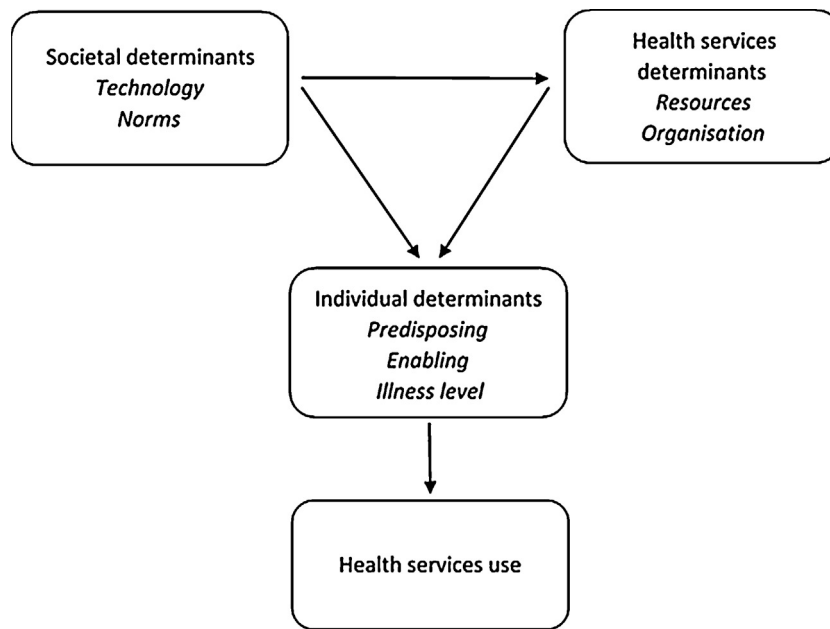 Societal determinants
Technology
Norms
Health services
determinants
Resources
Organisation
Individual determinants
Predisposing
Enabling
Illness level
Health services use